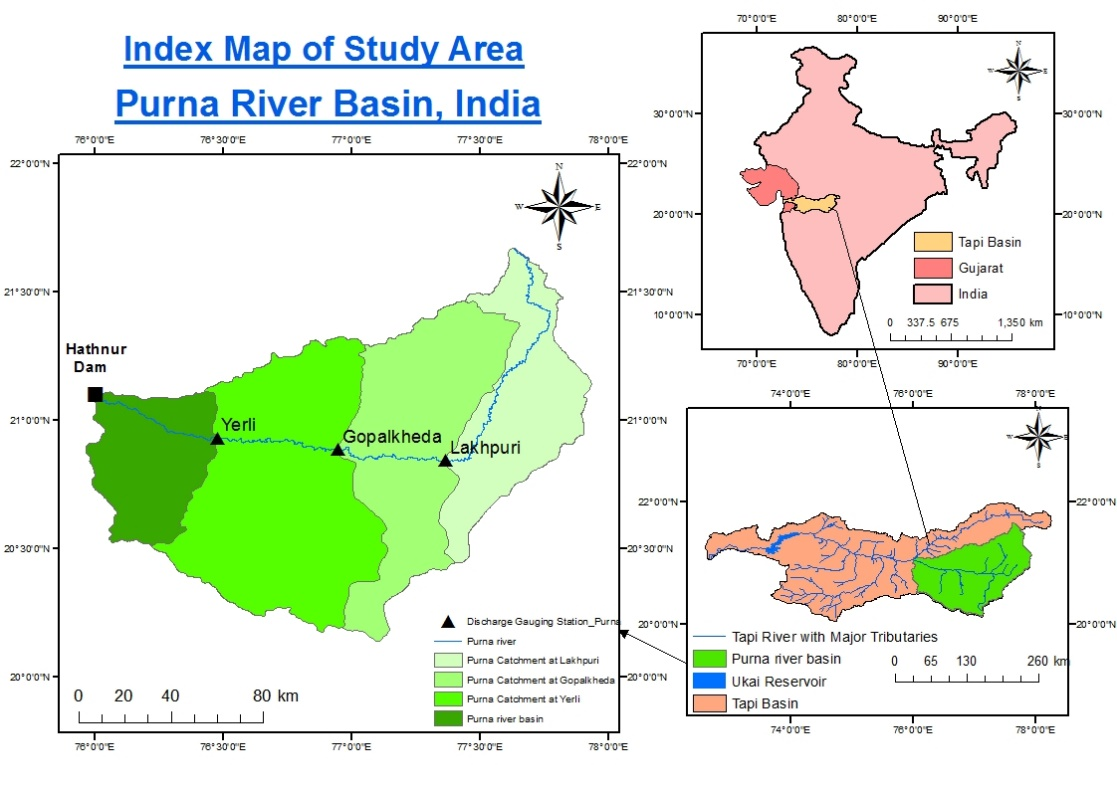 Index Map of Study Area
Purna River Basin, India
76°0'0"E 76°30'0"E 77°0'0"E 77°30'0"E 78°0'0"E
22°0'0"N 22°0'0"N
N
W E
S
21°30'0"N 21°30'0"N
Hathnur
Dam
21°0'0"N 21°0'0"N
Yerli
Gopalkheda
Lakhpuri
20°30'0"N 20°30'0"N
Discharge Gauging Station_Purna
Purna river
Purna Catchment at Lakhpuri
Purna Catchment at Gopalkheda
Purna Catchment at Yerli
Purna river basin
20°0'0"N 20°0'0"N
0 20 40 80 km
76°0'0"E 76°30'0"E 77°0'0"E 77°30'0"E 78°0'0"E
70°0'0"E 80°0'0"E 90°0'0"E
N
W E
S
30°0'0"N 30°0'0"N
20°0'0"N 20°0'0"N
Tapi Basin
Gujarat
India
10°0'0"N 10°0'0"N
0 337.5 675 1,350 km
70°0'0"E 80°0'0"E 90°0'0"E
74°0'0"E 76°0'0"E 78°0'0"E
N
W E
S
22°0'0"N 22°0'0"N
20°0'0"N 20°0'0"N
Tapi River with Major Tributaries
Purna river basin
Ukai Reservoir
Tapi Basin
0 65 130 260 km
74°0'0"E 76°0'0"E 78°0'0"E